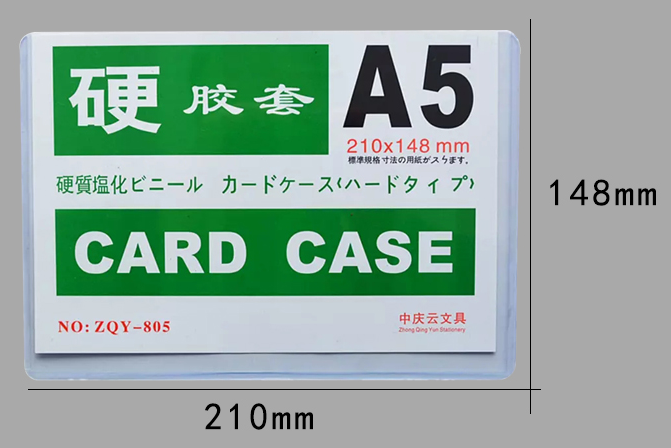 硬 胶套
A5
210x148 mm
標準規格寸法の用紙がスㄣます。
硬質塩化ビニール カードケース(ハードタイプ)
CARD CASE
NO: ZQY-805
中庆云文具
Zhong Qing Yun Stationery
148mm
210mm